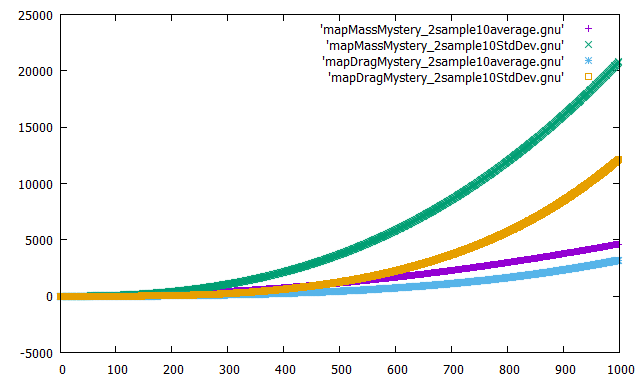 25000
20000
15000
10000
5000
0
-5000
0 100 200 300 400 500 600 700 800 900 1000
'mapMassMystery_2sample10average.gnu'
'mapMassMystery_2sample10StdDev.gnu'
'mapDragMystery_2sample10average.gnu'
'mapDragMystery_2sample10StdDev.gnu'